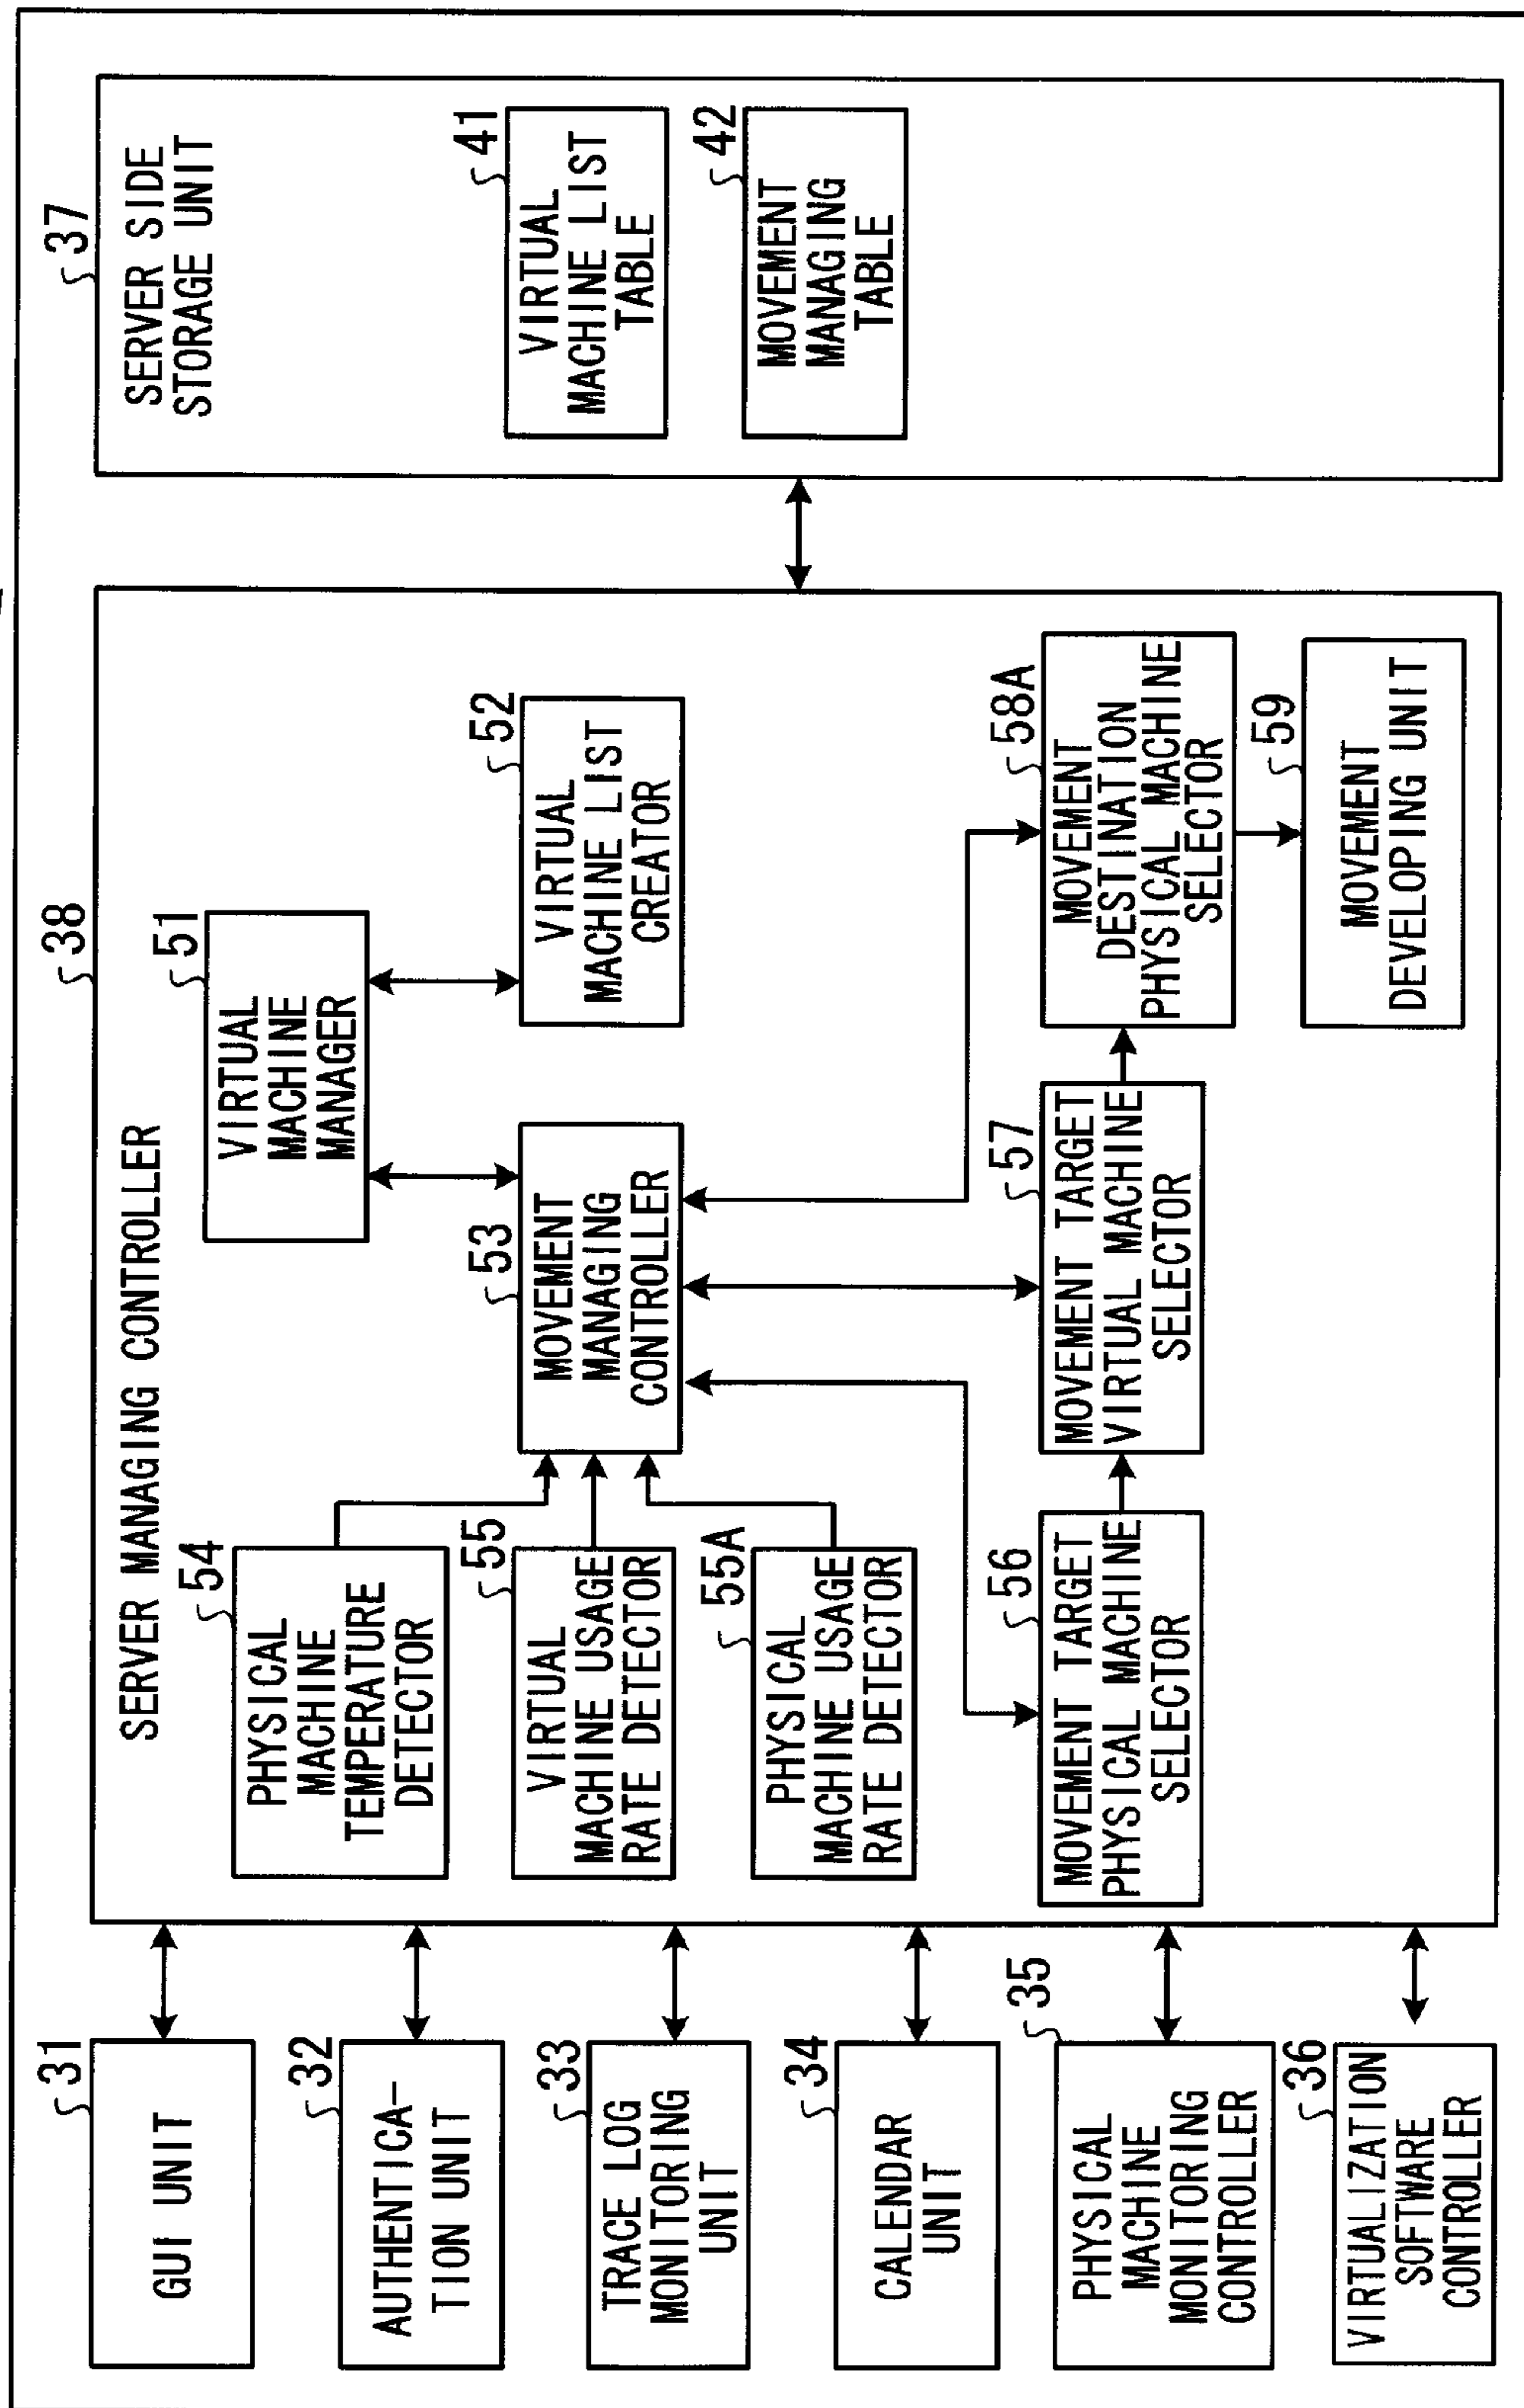 31
GUI UNIT
32
AUTHENTICA-
TION UNIT
33
TRACE LOG
MONITORING
UNIT
34
CALENDAR
UNIT
35
PHYSICAL
MACHINE
MONITORING
CONTROLLER
36
VIRTUALIZATION
SOFTWARE
CONTROLLER
38
SERVER MANAGING CONTROLLER
54
PHYSICAL
MACHINE
TEMPERATURE
DETECTOR
55
VIRTUAL
MACHINE USAGE
RATE DETECTOR
55A
PHYSICAL
MACHINE USAGE
RATE DETECTOR
56
MOVEMENT TARGET
PHYSICAL MACHINE
SELECTOR
51
VIRTUAL
MACHINE
MANAGER
53
MOVEMENT
MANAGING
CONTROLLER
57
MOVEMENT TARGET
VIRTUAL MACHINE
SELECTOR
52
VIRTUAL
MACHINE LIST
CREATOR
58A
MOVEMENT
DESTINATION
PHYSICAL MACHINE
SELECTOR
59
MOVEMENT
DEVELOPING UNIT
37
SERVER SIDE
STORAGE UNIT
41
VIRTUAL
MACHINE LIST
TABLE
42
MOVEMENT
MANAGING
TABLE